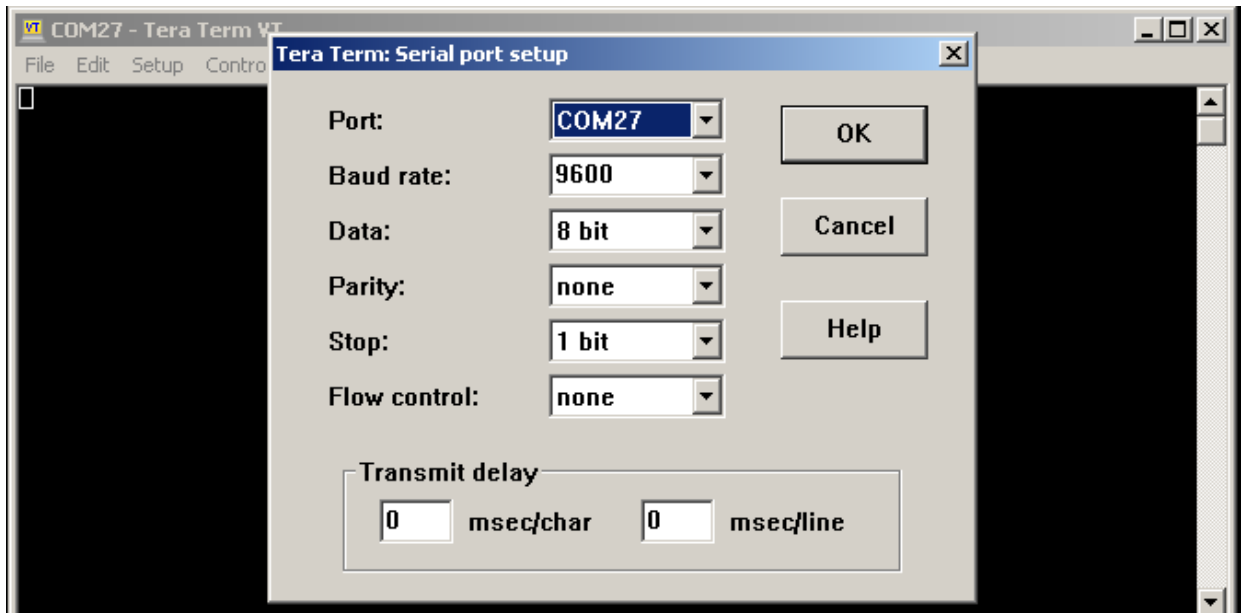 COM27 - Tera Term VT
File Edit Setup Contro
Tera Term: Serial port setup
Port: COM27
OK
Baud rate: 9600
Data: 8 bit
Cancel
Parity: none
Stop: 1 bit
Help
Flow control: none
Transmit delay
0 msec/char 0 msec/line